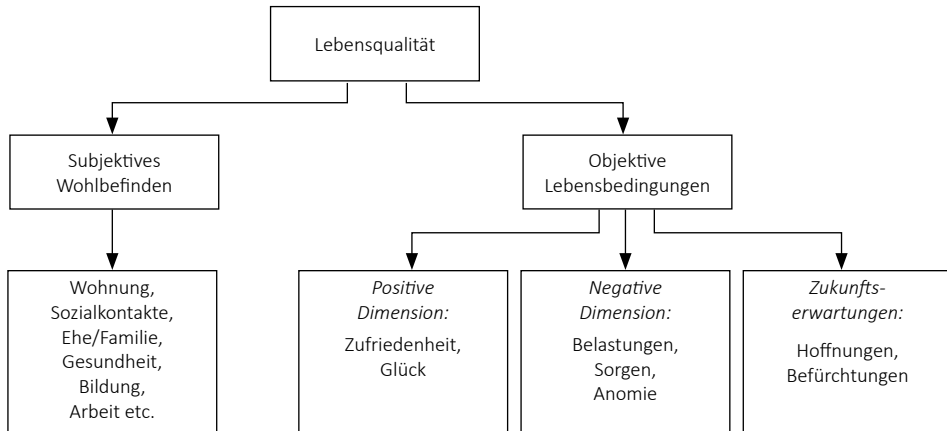 Lebensqualität
Subjektives
Wohlbefinden
Objektive
Lebensbedingungen
Wohnung,
Sozialkontakte,
Ehe/Familie,
Gesundheit,
Bildung,
Arbeit etc.
Positive
Dimension:
Zufriedenheit,
Glück
Negative
Dimension:
Belastungen,
Sorgen,
Anomie
Zukunfts-
erwartungen:
Hoffnungen,
Befürchtungen